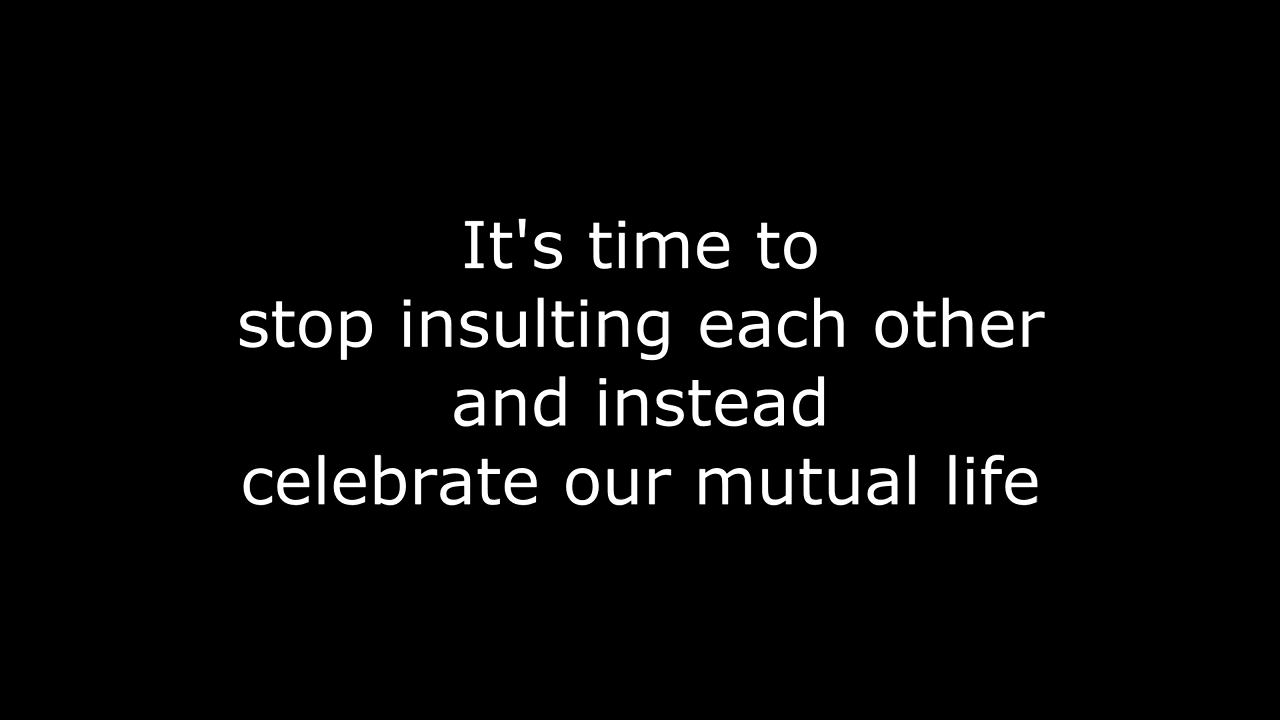 It's time to
stop insulting each other
and instead
celebrate our mutual life